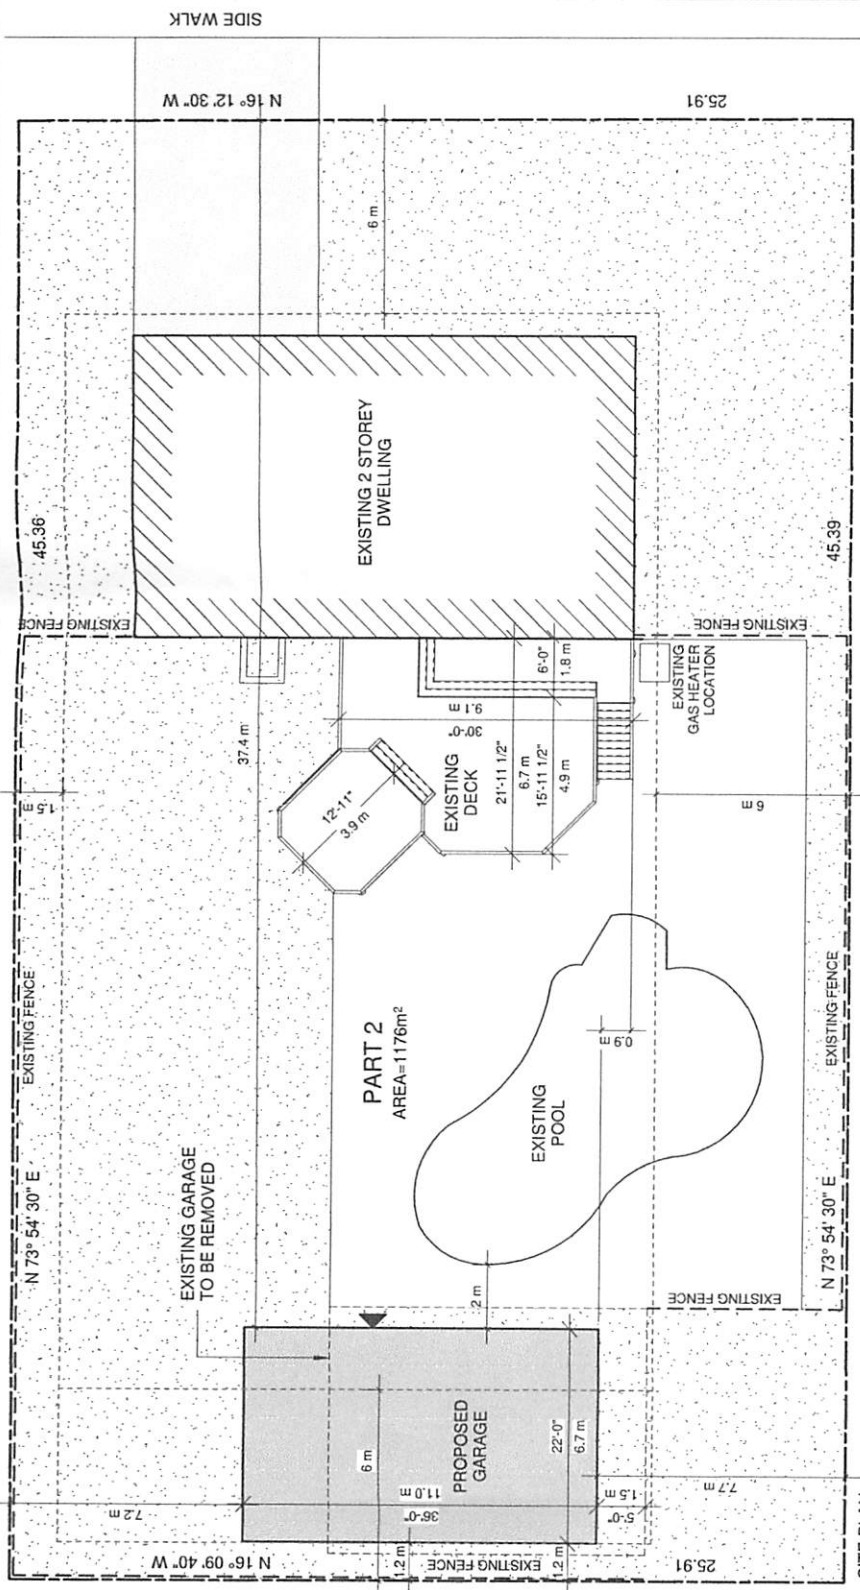 SIDE WALK
N 16° 12' 30" W
25.91
6 m
EXISTING 2 STOREY
DWELLING
45.36
45.39
EXISTING FENCE
EXISTING FENCE
37.4 m
1.5 m
6'-0"
1.8 m
9.1 m
30'-0"
EXISTING
GAS HEATER
LOCATION
12'-11"
3.9 m
EXISTING
DECK
21'-11 1/2"
6.7 m
15'-11 1/2"
4.9 m
6 m
EXISTING FENCE
EXISTING FENCE
PART 2
AREA=1176m²
0.9 m
EXISTING
POOL
EXISTING GARAGE
TO BE REMOVED
N 73° 54' 30" E
N 73° 54' 30" E
2 m
EXISTING FENCE
PROPOSED
GARAGE
6 m
22'-0"
6.7 m
11.0 m
36'-0"
7.2 m
1.5 m
5'-0"
7.7 m
N 16° 09' 40" W
1.2 m
EXISTING FENCE
1.2 m
25.91